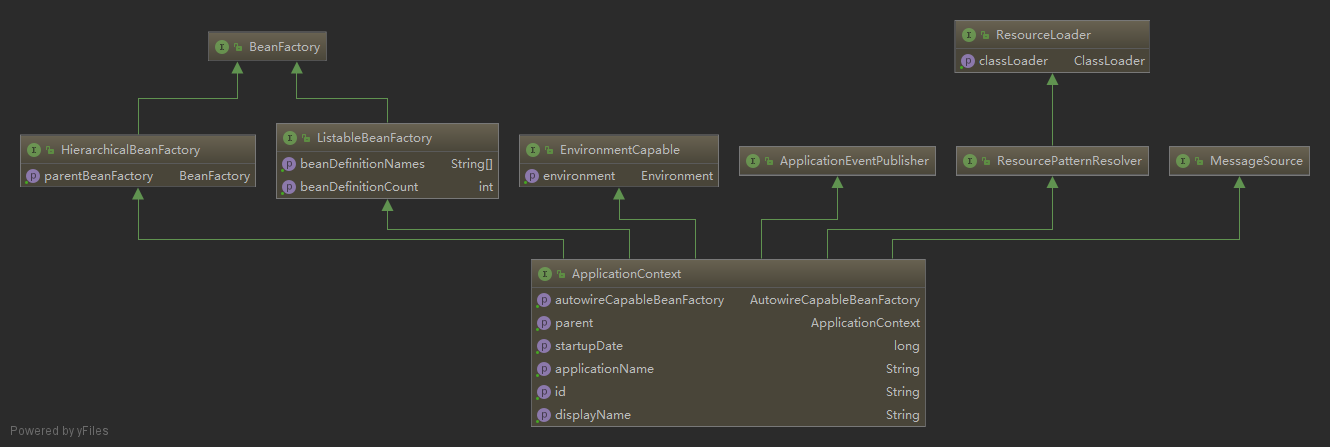 BeanFactory
ResourceLoader
classLoader ClassLoader
HierarchicalBeanFactory
parentBeanFactory BeanFactory
ListableBeanFactory
beanDefinitionNames String[]
beanDefinitionCount int
EnvironmentCapable
environment Environment
ApplicationEventPublisher
ResourcePatternResolver
MessageSource
ApplicationContext
autowireCapableBeanFactory AutowireCapableBeanFactory
parent ApplicationContext
startupDate long
applicationName String
id String
displayName String
Powered by yFiles